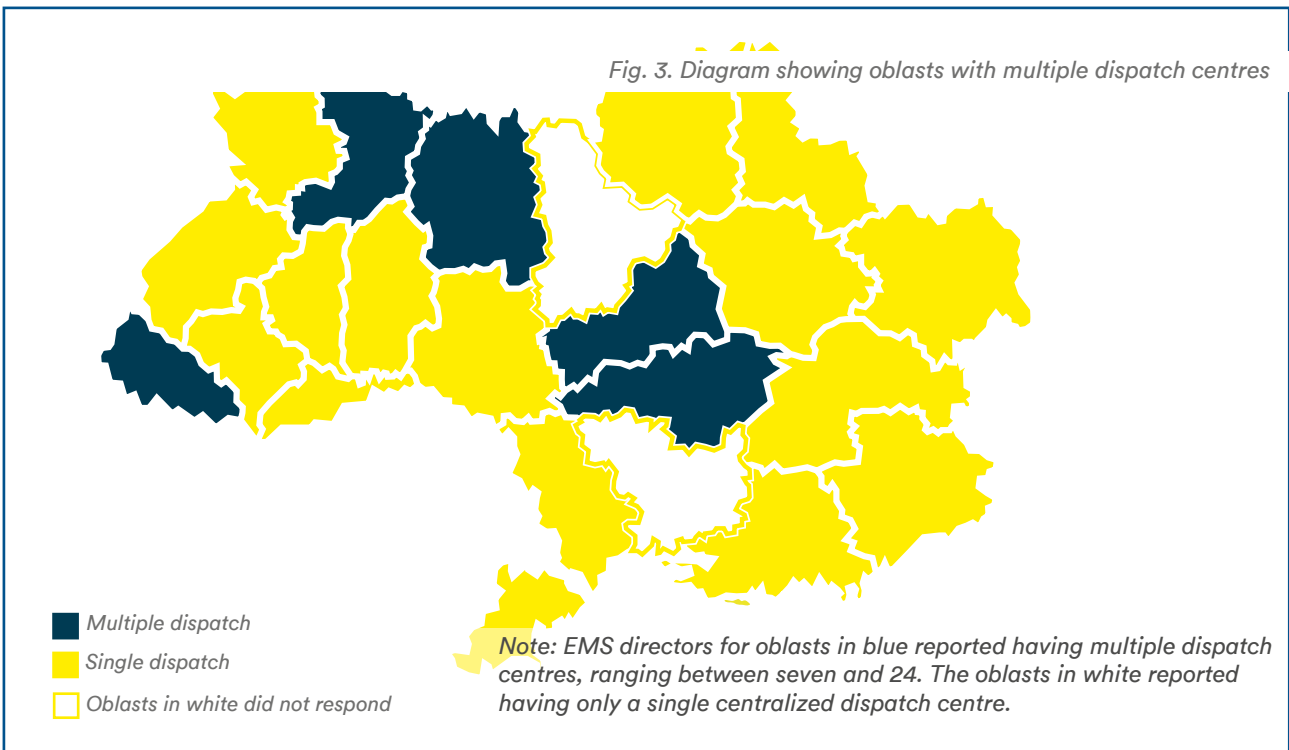 Fig. 3. Diagram showing oblasts with multiple dispatch centres
Multiple dispatch
Single dispatch
Oblasts in white did not respond
Note: EMS directors for oblasts in blue reported having multiple dispatch
centres, ranging between seven and 24. The oblasts in white reported
having only a single centralized dispatch centre.